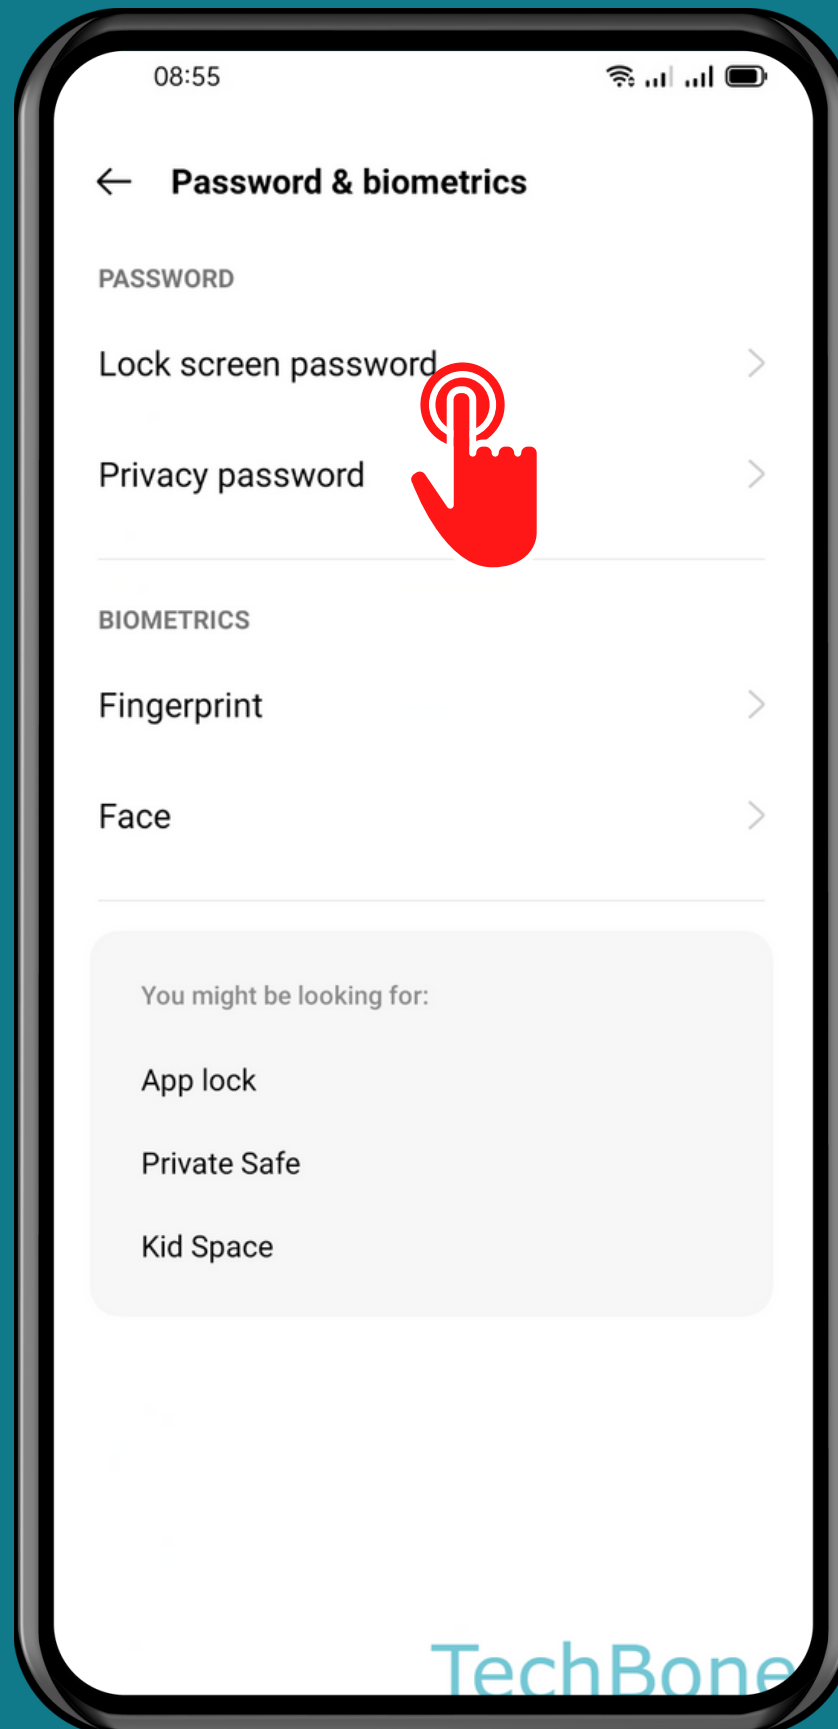 08:55
Password & biometrics
PASSWORD
Lock screen password
Privacy password
BIOMETRICS
Fingerprint
Face
You might be looking for:
App lock
Private Safe
Kid Space
TechBone